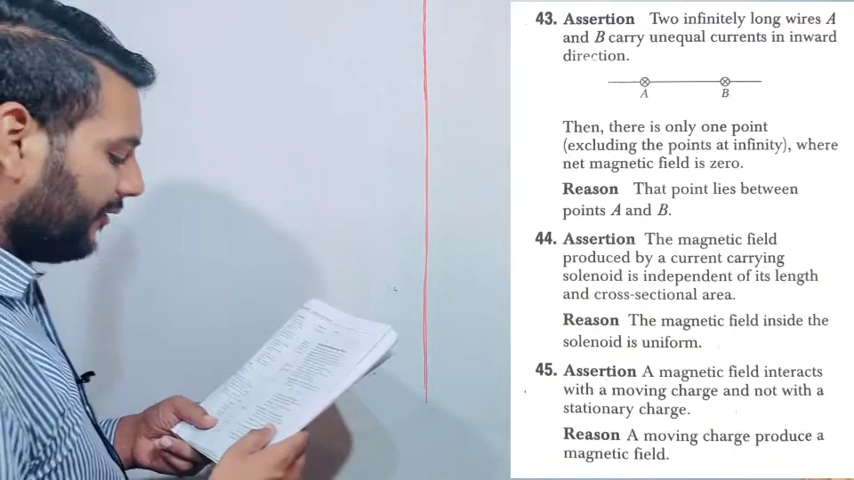 43. Assertion Two infinitely long wires A
and B carry unequal currents in inward
direction.
A B
Then, there is only one point
(excluding the points at infinity), where
net magnetic field is zero.
Reason That point lies between
points A and B.
44. Assertion The magnetic field
produced by a current carrying
solenoid is independent of its length
and cross-sectional area.
Reason The magnetic field inside the
solenoid is uniform.
45. Assertion A magnetic field interacts
with a moving charge and not with a
stationary charge.
Reason A moving charge produce a
magnetic field.